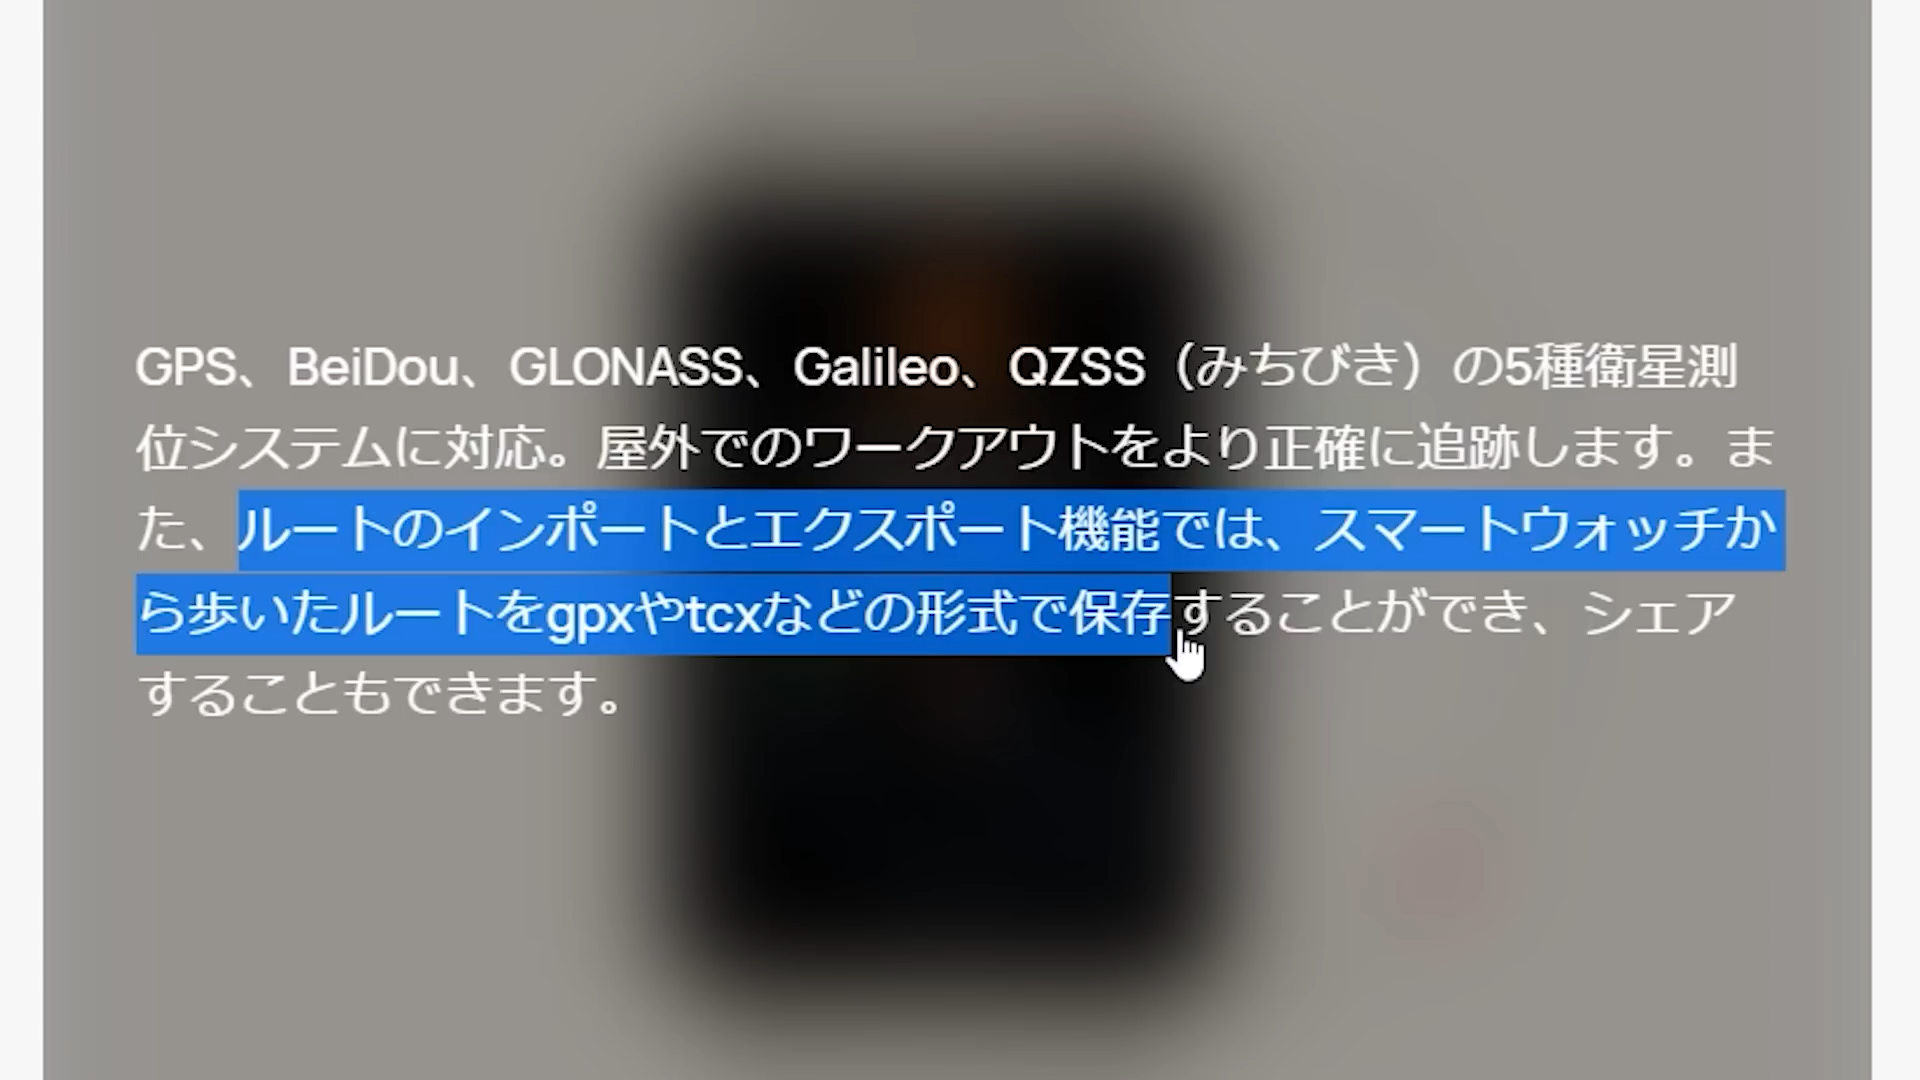 GPS、BeiDou、GLONASS、Galileo、QZSS（みちびき）の5種衛星測
位システムに対応。屋外でのワークアウトをより正確に追跡します。ま
た、ルートのインポートとエクスポート機能では、スマートウォッチか
ら歩いたルートをgpxやtcxなどの形式で保存することができ、シェア
することもできます。